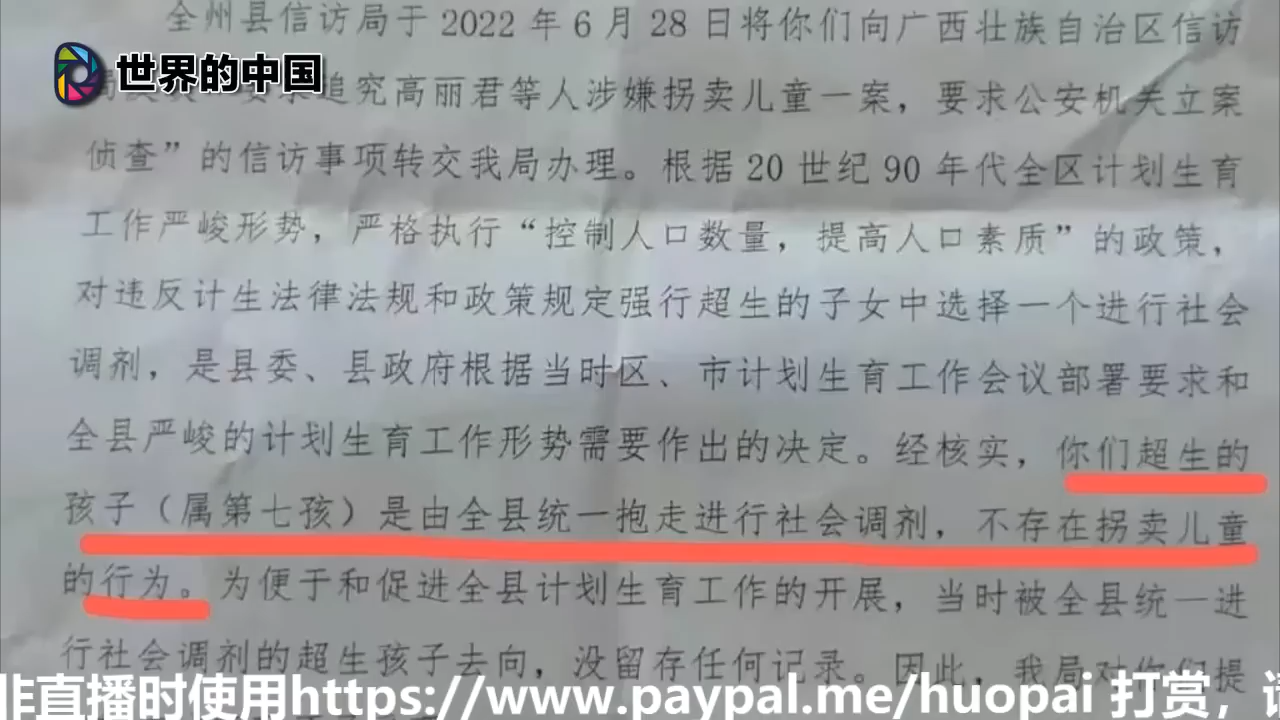 全州县信访局于 2022 年 6 月 28 日将你们向广西壮族自治区信访
世界的中国
追究高丽君等人涉嫌拐卖儿童一案，要求公安机关立案
侦查”的信访事项转交我局办理。根据 20 世纪 90 年代全区计划生育
工作严峻形势，严格执行“控制人口数量，提高人口素质”的政策，
对违反计生法律法规和政策规定强行超生的子女中选择一个进行社会
调剂，是县委、县政府根据当时区、市计划生育工作会议部署要求和
全县严峻的计划生育工作形势需要作出的决定。经核实，你们超生的
孩子（属第七孩）是由全县统一抱走进行社会调剂，不存在拐卖儿童
的行为。为便于和促进全县计划生育工作的开展，当时被全县统一进
行社会调剂的超生孩子去向，没留存任何记录。因此，我局对你们提
非直播时使用https://www.paypal.me/huopai 打赏，